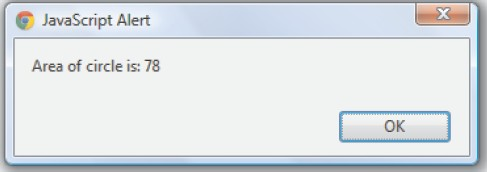 JavaScript Alert
Area of circle is: 78
OK